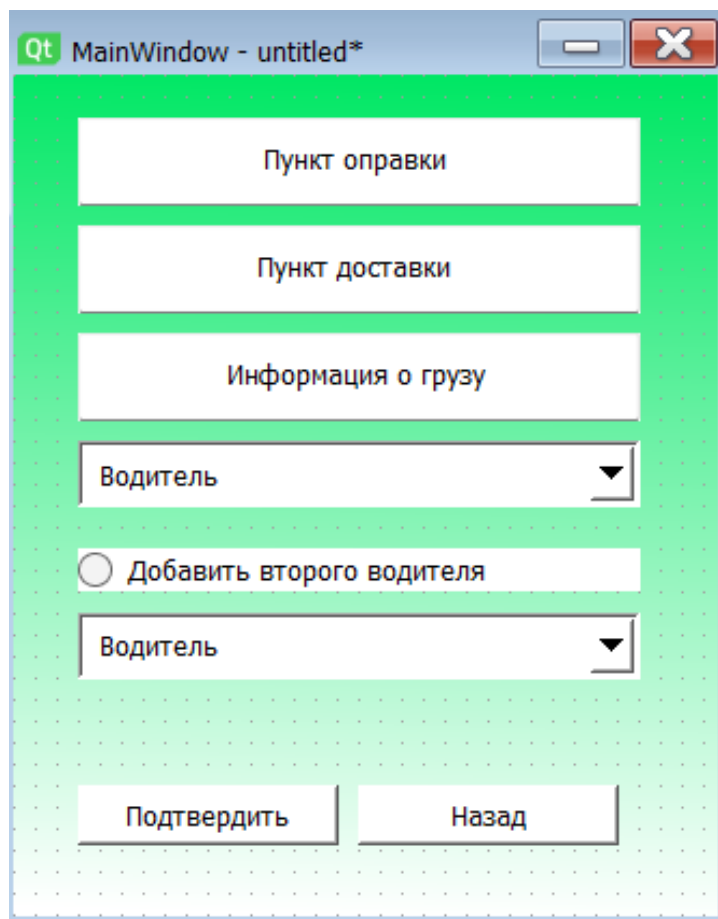 Qt MainWindow - untitled*
Пункт оправки
Пункт доставки
Информация о грузу
Водитель
Добавить второго водителя
Водитель
Подтвердить Назад